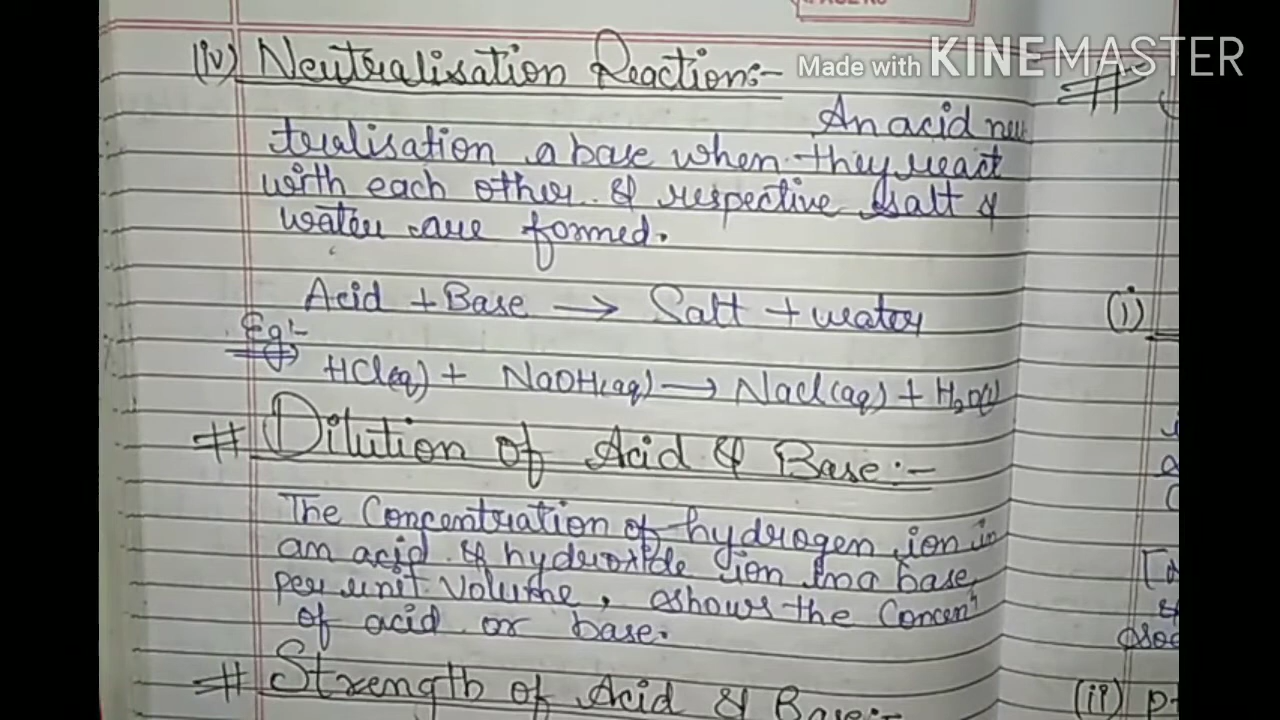 Made with KINEMASTER
(iv) Neutralisation Reactions:-
An acid neu
tralisation a base when they react
with each other & respective salt &
water are formed.
Acid + Base → Salt + water
Eg:-
HCl(aq) + NaOH(aq) → Nacl(aq) + H₂O(l)
# Dilution of Acid & Base:-
The Concentration of hydrogen ion in
an acid & hydroxide ion in a base
per unit Volume, shows the Concenⁿ
of acid or base.
# Strength of Acid & Base:-
#
(i)
(ii)